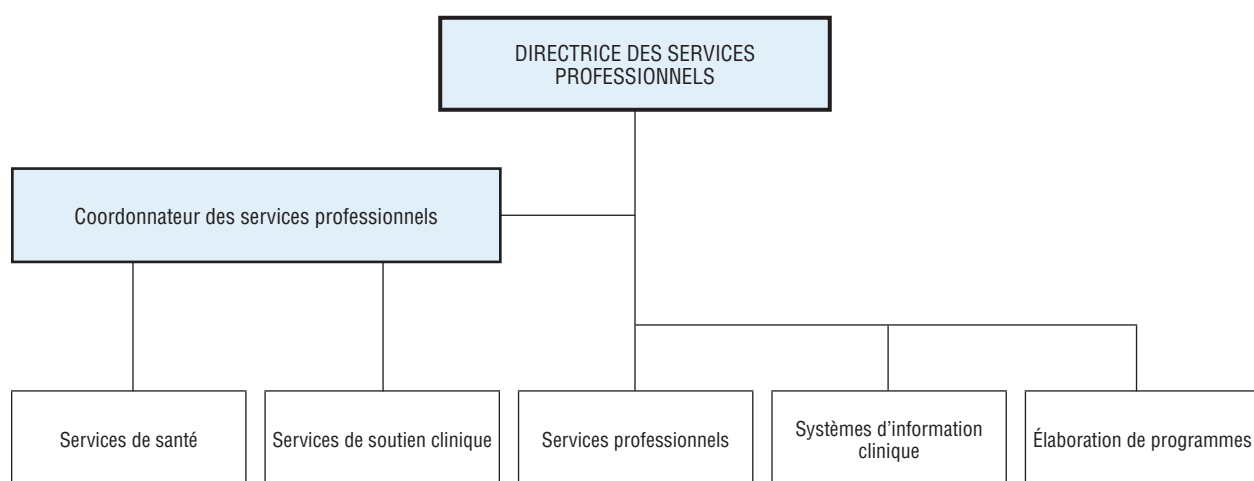 DIRECTRICE DES SERVICES
PROFESSIONNELS
Coordonnateur des services professionnels
Services de santé
Services de soutien clinique
Services professionnels
Systèmes d’information
clinique
Élaboration de programmes